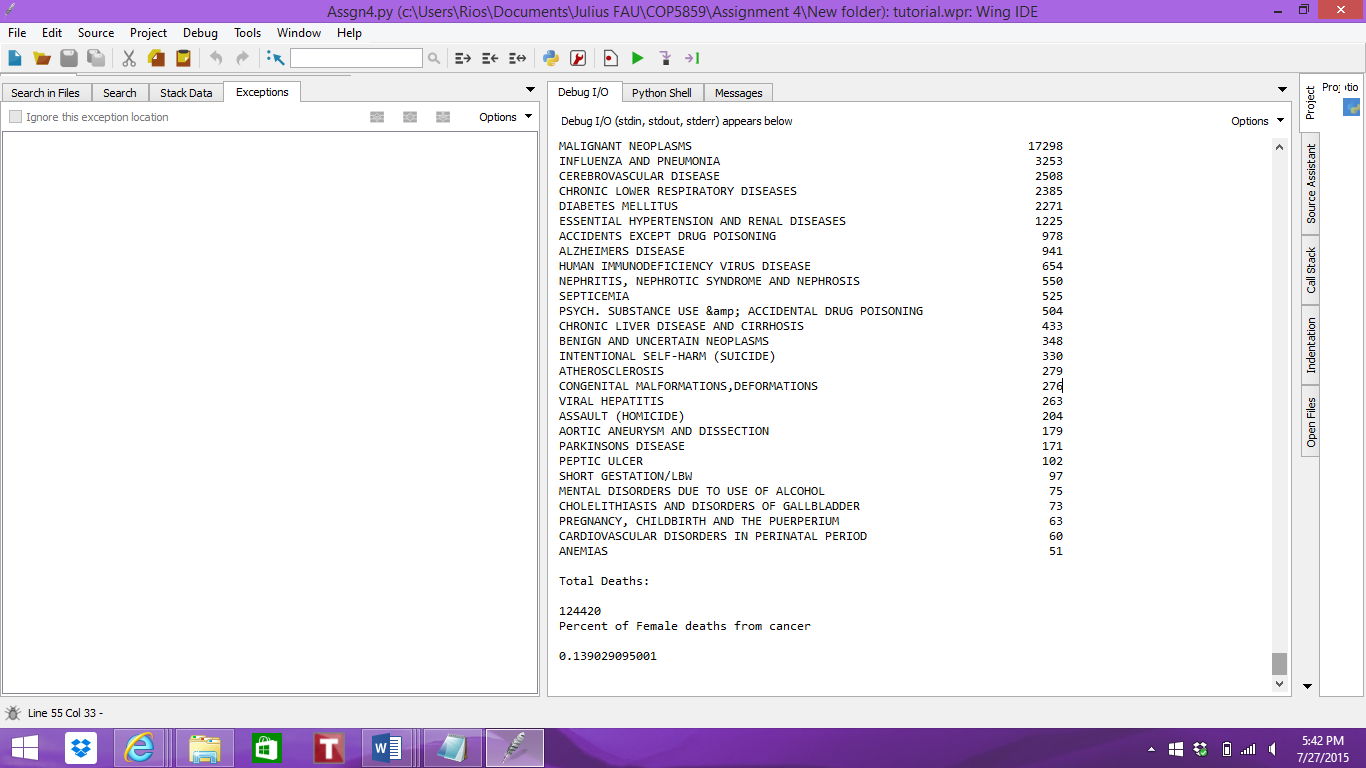 Assgn4.py (c:\Users\Rios\Documents\Julius FAU\COP5859\Assignment 4\New folder): tutorial.wpr: Wing IDE
File Edit Source Project Debug Tools Window Help
Search in Files Search Stack Data Exceptions
Ignore this exception location Options
Debug I/O Python Shell Messages
Debug I/O (stdin, stdout, stderr) appears below Options
MALIGNANT NEOPLASMS 17298
INFLUENZA AND PNEUMONIA 3253
CEREBROVASCULAR DISEASE 2508
CHRONIC LOWER RESPIRATORY DISEASES 2385
DIABETES MELLITUS 2271
ESSENTIAL HYPERTENSION AND RENAL DISEASES 1225
ACCIDENTS EXCEPT DRUG POISONING 978
ALZHEIMERS DISEASE 941
HUMAN IMMUNODEFICIENCY VIRUS DISEASE 654
NEPHRITIS, NEPHROTIC SYNDROME AND NEPHROSIS 550
SEPTICEMIA 525
PSYCH. SUBSTANCE USE &amp; ACCIDENTAL DRUG POISONING 504
CHRONIC LIVER DISEASE AND CIRRHOSIS 433
BENIGN AND UNCERTAIN NEOPLASMS 348
INTENTIONAL SELF-HARM (SUICIDE) 330
ATHEROSCLEROSIS 279
CONGENITAL MALFORMATIONS,DEFORMATIONS 276
VIRAL HEPATITIS 263
ASSAULT (HOMICIDE) 204
AORTIC ANEURYSM AND DISSECTION 179
PARKINSONS DISEASE 171
PEPTIC ULCER 102
SHORT GESTATION/LBW 97
MENTAL DISORDERS DUE TO USE OF ALCOHOL 75
CHOLELITHIASIS AND DISORDERS OF GALLBLADDER 73
PREGNANCY, CHILDBIRTH AND THE PUERPERIUM 63
CARDIOVASCULAR DISORDERS IN PERINATAL PERIOD 60
ANEMIAS 51
Total Deaths:
124420
Percent of Female deaths from cancer
0.139029095001
Project
Source Assistant
Call Stack
Indentation
Open Files
Line 55 Col 33 -
5:42 PM
7/27/2015